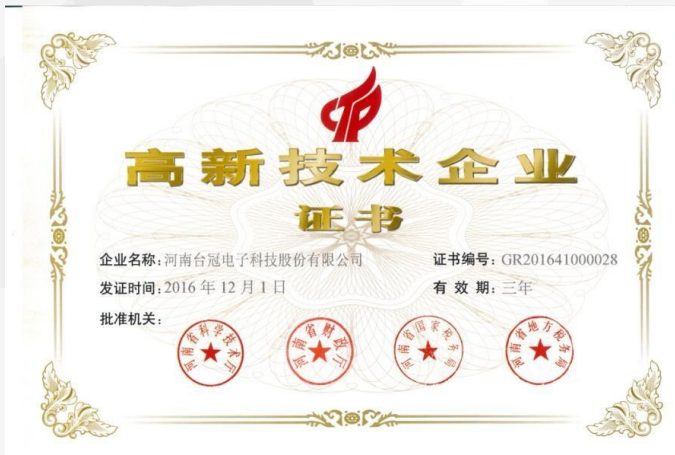 高新技术企业
证书
企业名称：河南台冠电子科技股份有限公司
证书编号：GR201641000028
发证时间：2016 年 12 月 1 日
有 效 期：三年
批准机关：
河南省科学技术厅
河南省财政厅
河南省国家税务局
河南省地方税务局